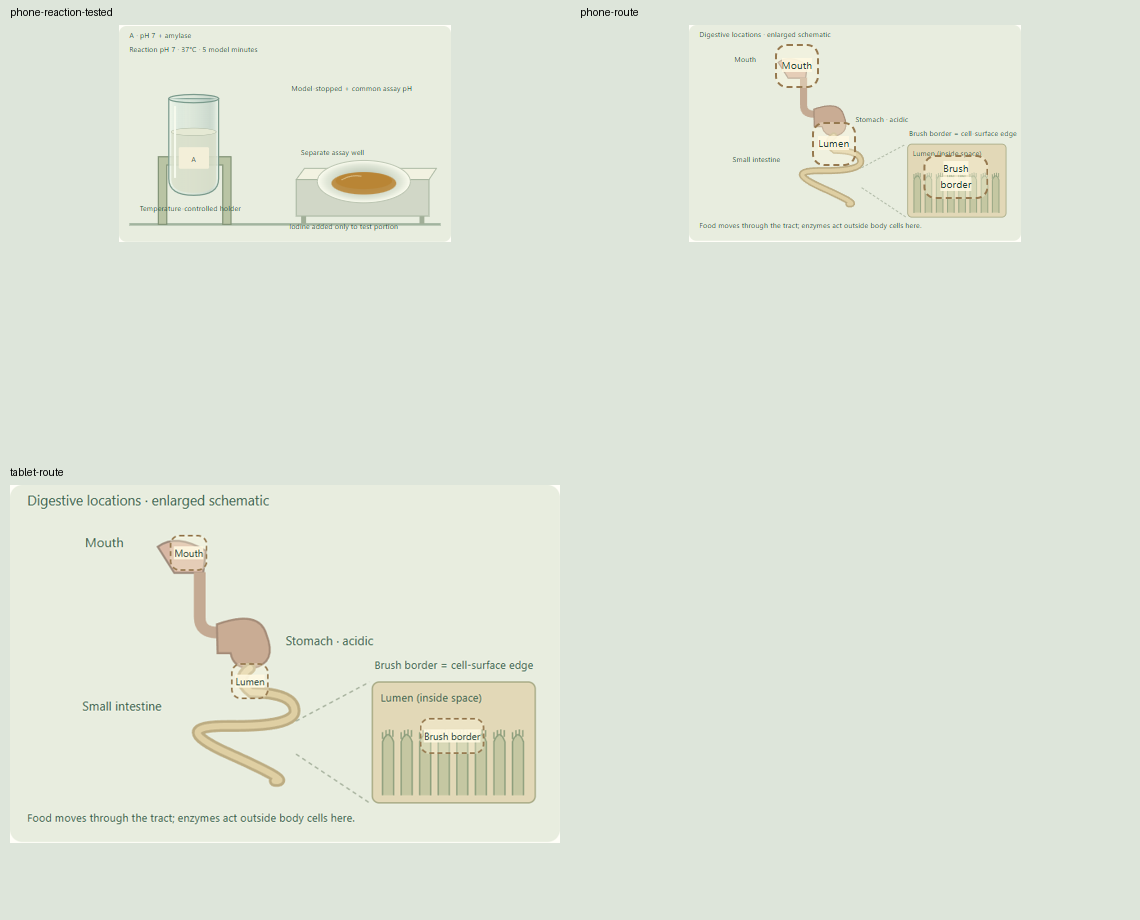 phone-reaction-tested
A · pH 7 + amylase
Reaction pH 7 · 37°C · 5 model minutes
Model-stopped + common assay pH
Separate assay well
A
Temperature-controlled holder
Iodine added only to test portion
phone-route
Digestive locations · enlarged schematic
Mouth
Mouth
Stomach · acidic
Brush border = cell-surface edge
Lumen
Lumen (inside space)
Small intestine
Brush
border
Food moves through the tract; enzymes act outside body cells here.
tablet-route
Digestive locations · enlarged schematic
Mouth
Mouth
Stomach · acidic
Brush border = cell-surface edge
Lumen
Lumen (inside space)
Small intestine
Brush border
Food moves through the tract; enzymes act outside body cells here.